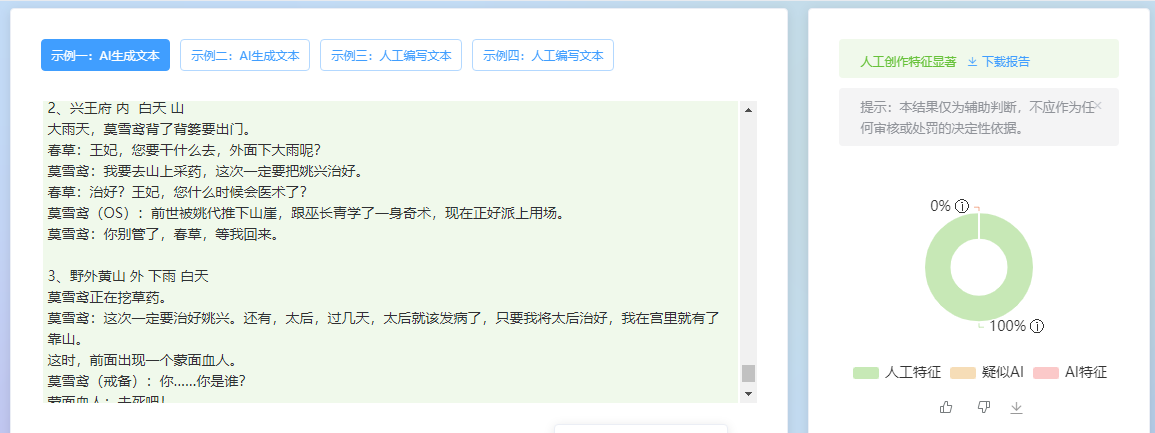 示例一：AI生成文本
示例二：AI生成文本
示例三：人工编写文本
示例四：人工编写文本
2、兴王府 内 白天 山
大雨天，莫雪鸢背了背篓要出门。
春草：王妃，您要干什么去，外面下大雨呢？
莫雪鸢：我要去山上采药，这次一定要把姚兴治好。
春草：治好？王妃，您什么时候会医术了？
莫雪鸢（OS）：前世被姚代推下山崖，跟巫长青学了一身奇术，现在正好派上用场。
莫雪鸢：你别管了，春草，等我回来。
3、野外黄山 外 下雨 白天
莫雪鸢正在挖草药。
莫雪鸢：这次一定要治好姚兴。还有，太后，过几天，太后就该发病了，只要我将太后治好，我在宫里就有了
靠山。
这时，前面出现一个蒙面血人。
莫雪鸢（戒备）：你……你是谁？
蒙面血人：去死吧！
人工创作特征显著 下载报告
提示：本结果仅为辅助判断，不应作为任
何审核或处罚的决定性依据。
0%
100%
人工特征 疑似AI AI特征